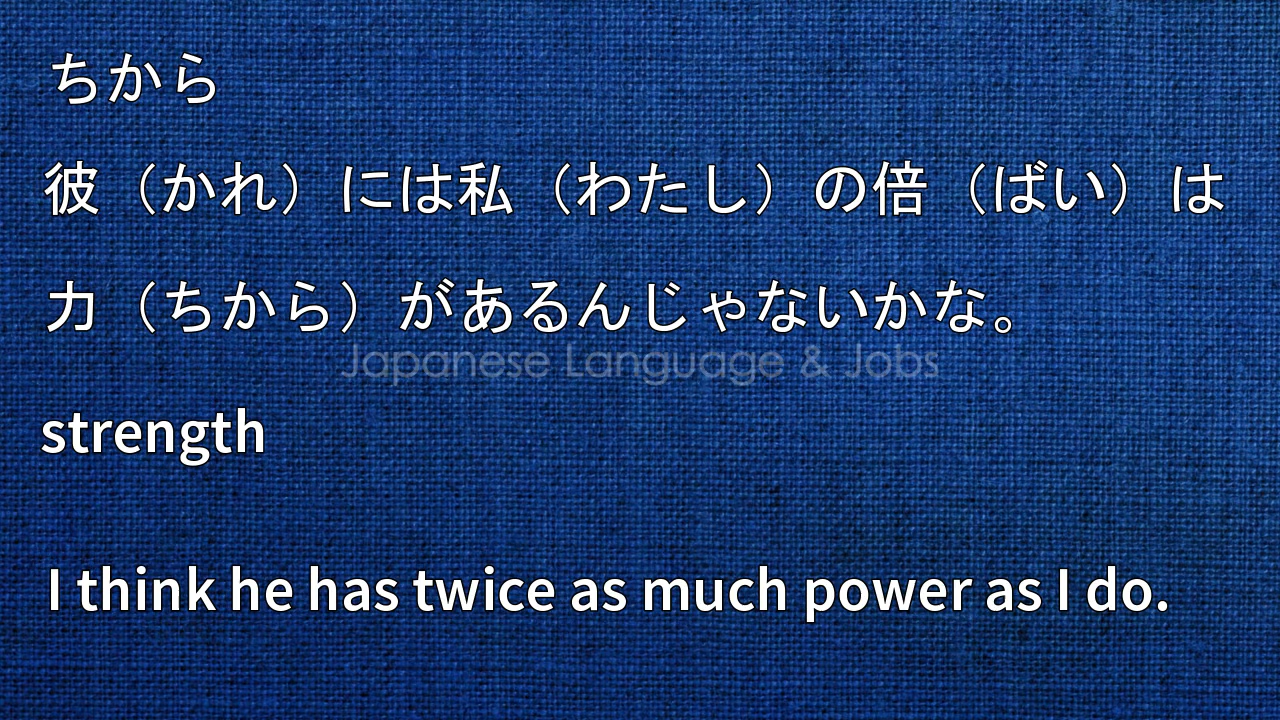 ちから
彼（かれ）には私（わたし）の倍（ばい）は
力（ちから）があるんじゃないかな。
Japanese Language & Jobs
strength
I think he has twice as much power as I do.